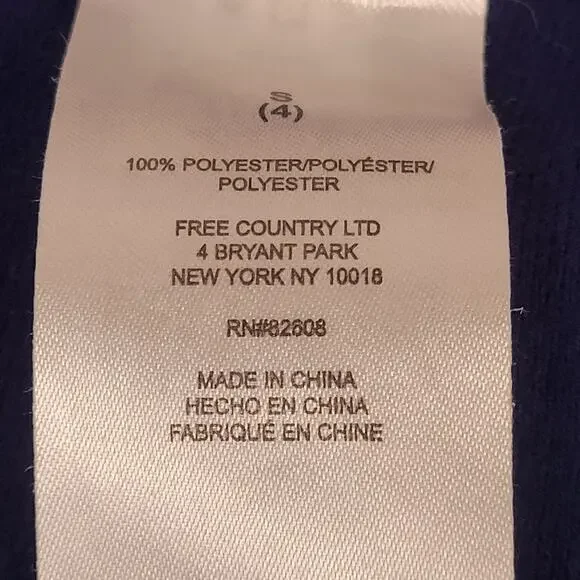 S
(4)
100% POLYESTER/POLYÉSTER/
POLYESTER
FREE COUNTRY LTD
4 BRYANT PARK
NEW YORK NY 10018
RN#82608
MADE IN CHINA
HECHO EN CHINA
FABRIQUÉ EN CHINE